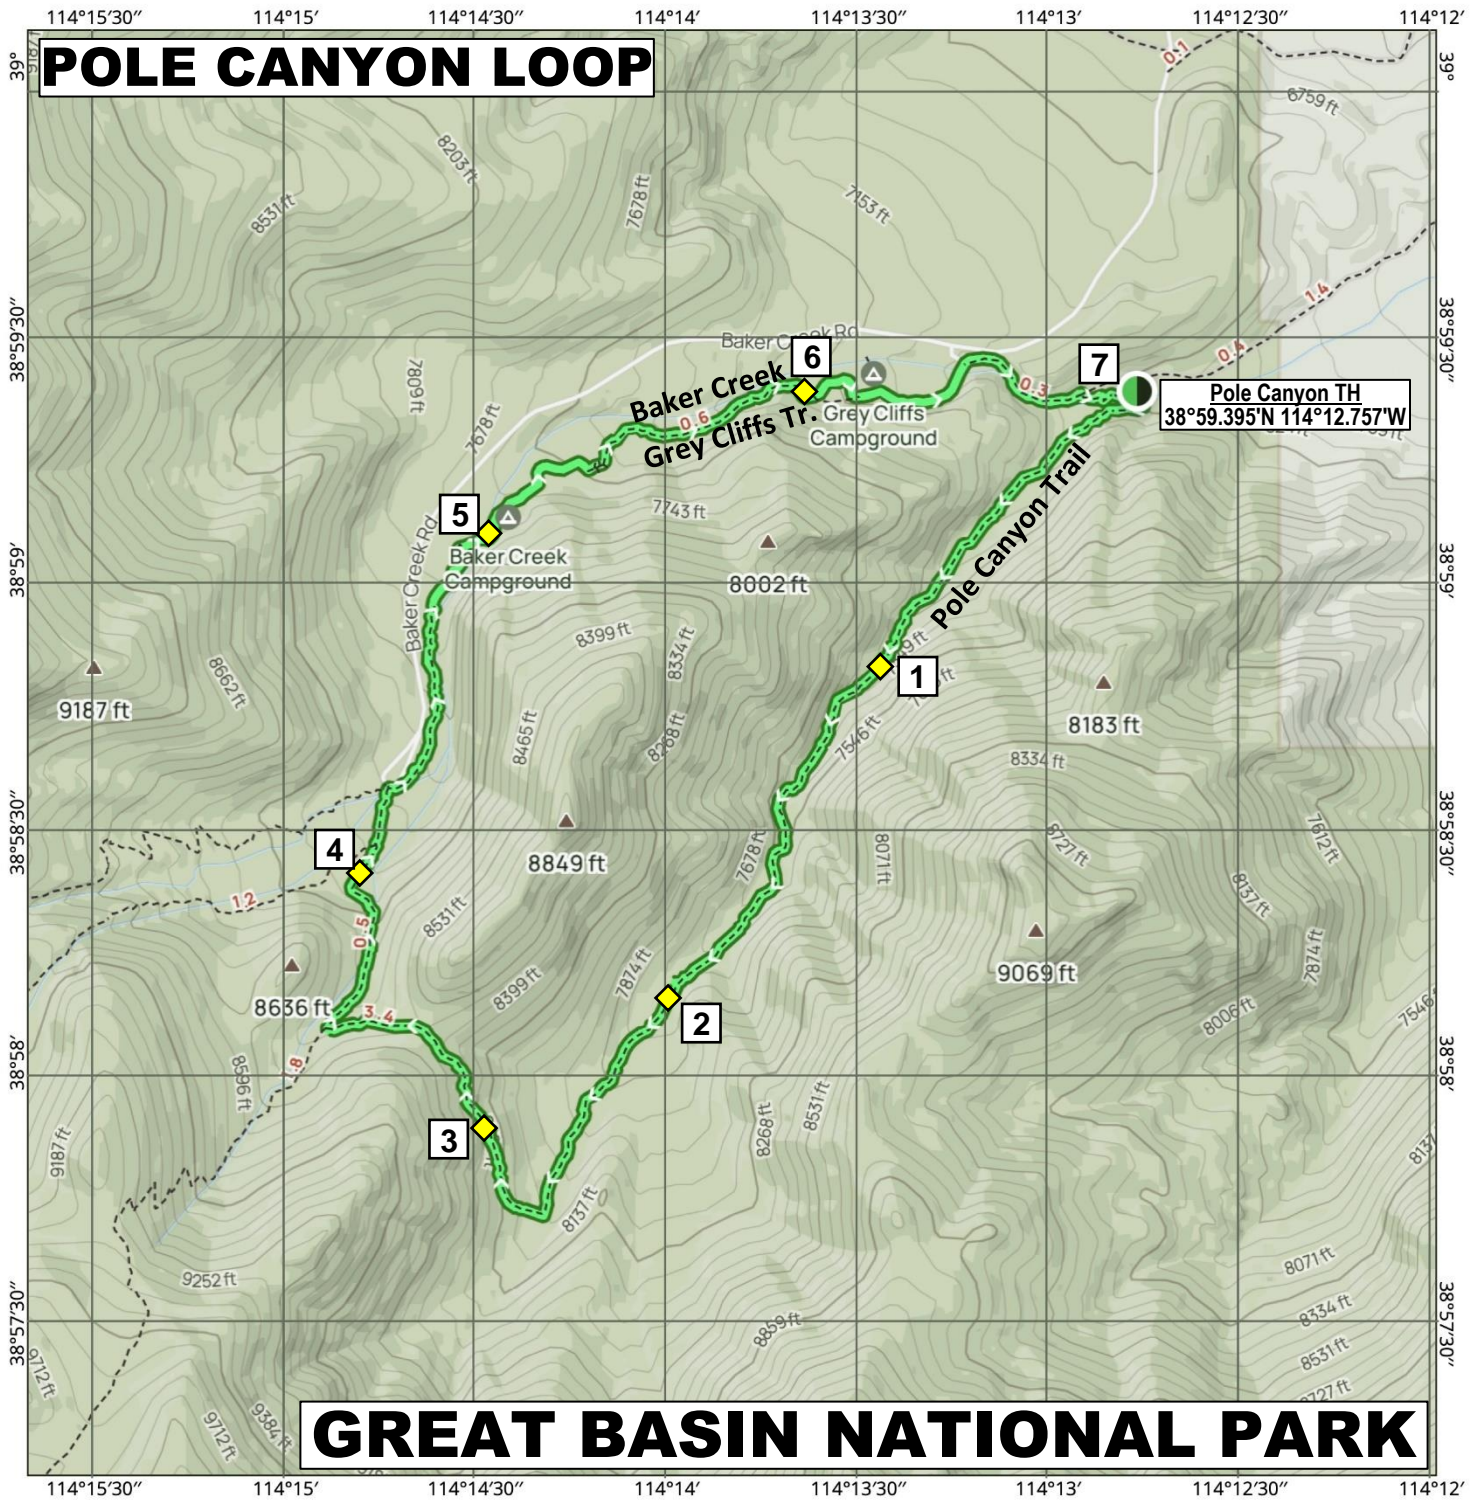 114°15′30″ 114°15′ 114°14′30″ 114°14′ 114°13′30″ 114°13′ 114°12′30″ 114°12′
POLE CANYON LOOP
39°
39°
0.1
6759 ft
8203 ft
8531 ft
7678 ft
7153 ft
1.4
38°59′30″
38°59′30″
Baker Creek Rd
0.4
6
7
0.3
7809 ft
7678 ft
Baker Creek
0.6
Grey Cliffs Tr.
Grey Cliffs
Campground
Pole Canyon TH
38°59.395'N 114°12.757'W
Pole Canyon Trail
7743 ft
5
Baker Creek
Campground
Baker Creek Rd
8002 ft
38°59′
38°59′
8399 ft
8334 ft
1
8662 ft
9187 ft
8183 ft
8465 ft
8268 ft
7546 ft
8334 ft
38°58′30″
38°58′30″
4
8849 ft
7678 ft
8071 ft
8727 ft
7612 ft
1.2
0.5
8531 ft
8137 ft
7874 ft
8399 ft
7874 ft
9069 ft
8636 ft
3.4
2
8006 ft
7546
38°58′
38°58′
1.8
8596 ft
8268 ft
8531 ft
3
9187 ft
8137
8137 ft
9252 ft
8071 ft
8334 ft
8859 ft
38°57′30″
38°57′30″
8531 ft
9712 ft
9727 ft
9712 ft
9384 ft
GREAT BASIN NATIONAL PARK
114°15′30″ 114°15′ 114°14′30″ 114°14′ 114°13′30″ 114°13′ 114°12′30″ 114°12′